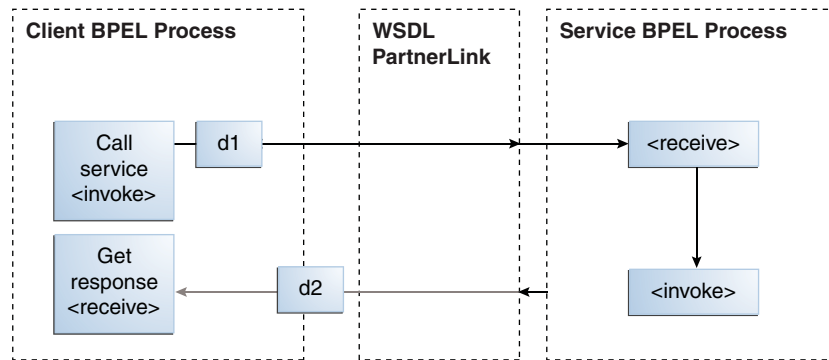 Client BPEL Process
WSDL
PartnerLink
Service BPEL Process
Call
service
<invoke>
d1
<receive>
Get
response
<receive>
d2
<invoke>